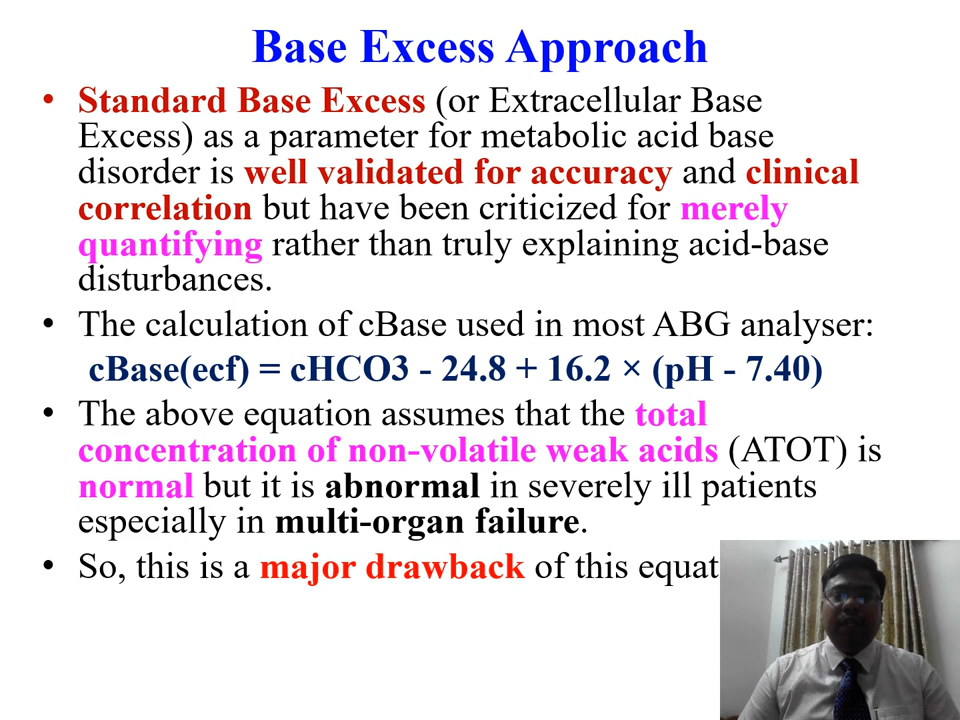 Base Excess Approach
• Standard Base Excess (or Extracellular Base
Excess) as a parameter for metabolic acid base
disorder is well validated for accuracy and clinical
correlation but have been criticized for merely
quantifying rather than truly explaining acid-base
disturbances.
• The calculation of cBase used in most ABG analyser:
cBase(ecf) = cHCO3 - 24.8 + 16.2 × (pH - 7.40)
• The above equation assumes that the total
concentration of non-volatile weak acids (ATOT) is
normal but it is abnormal in severely ill patients
especially in multi-organ failure.
• So, this is a major drawback of this equat